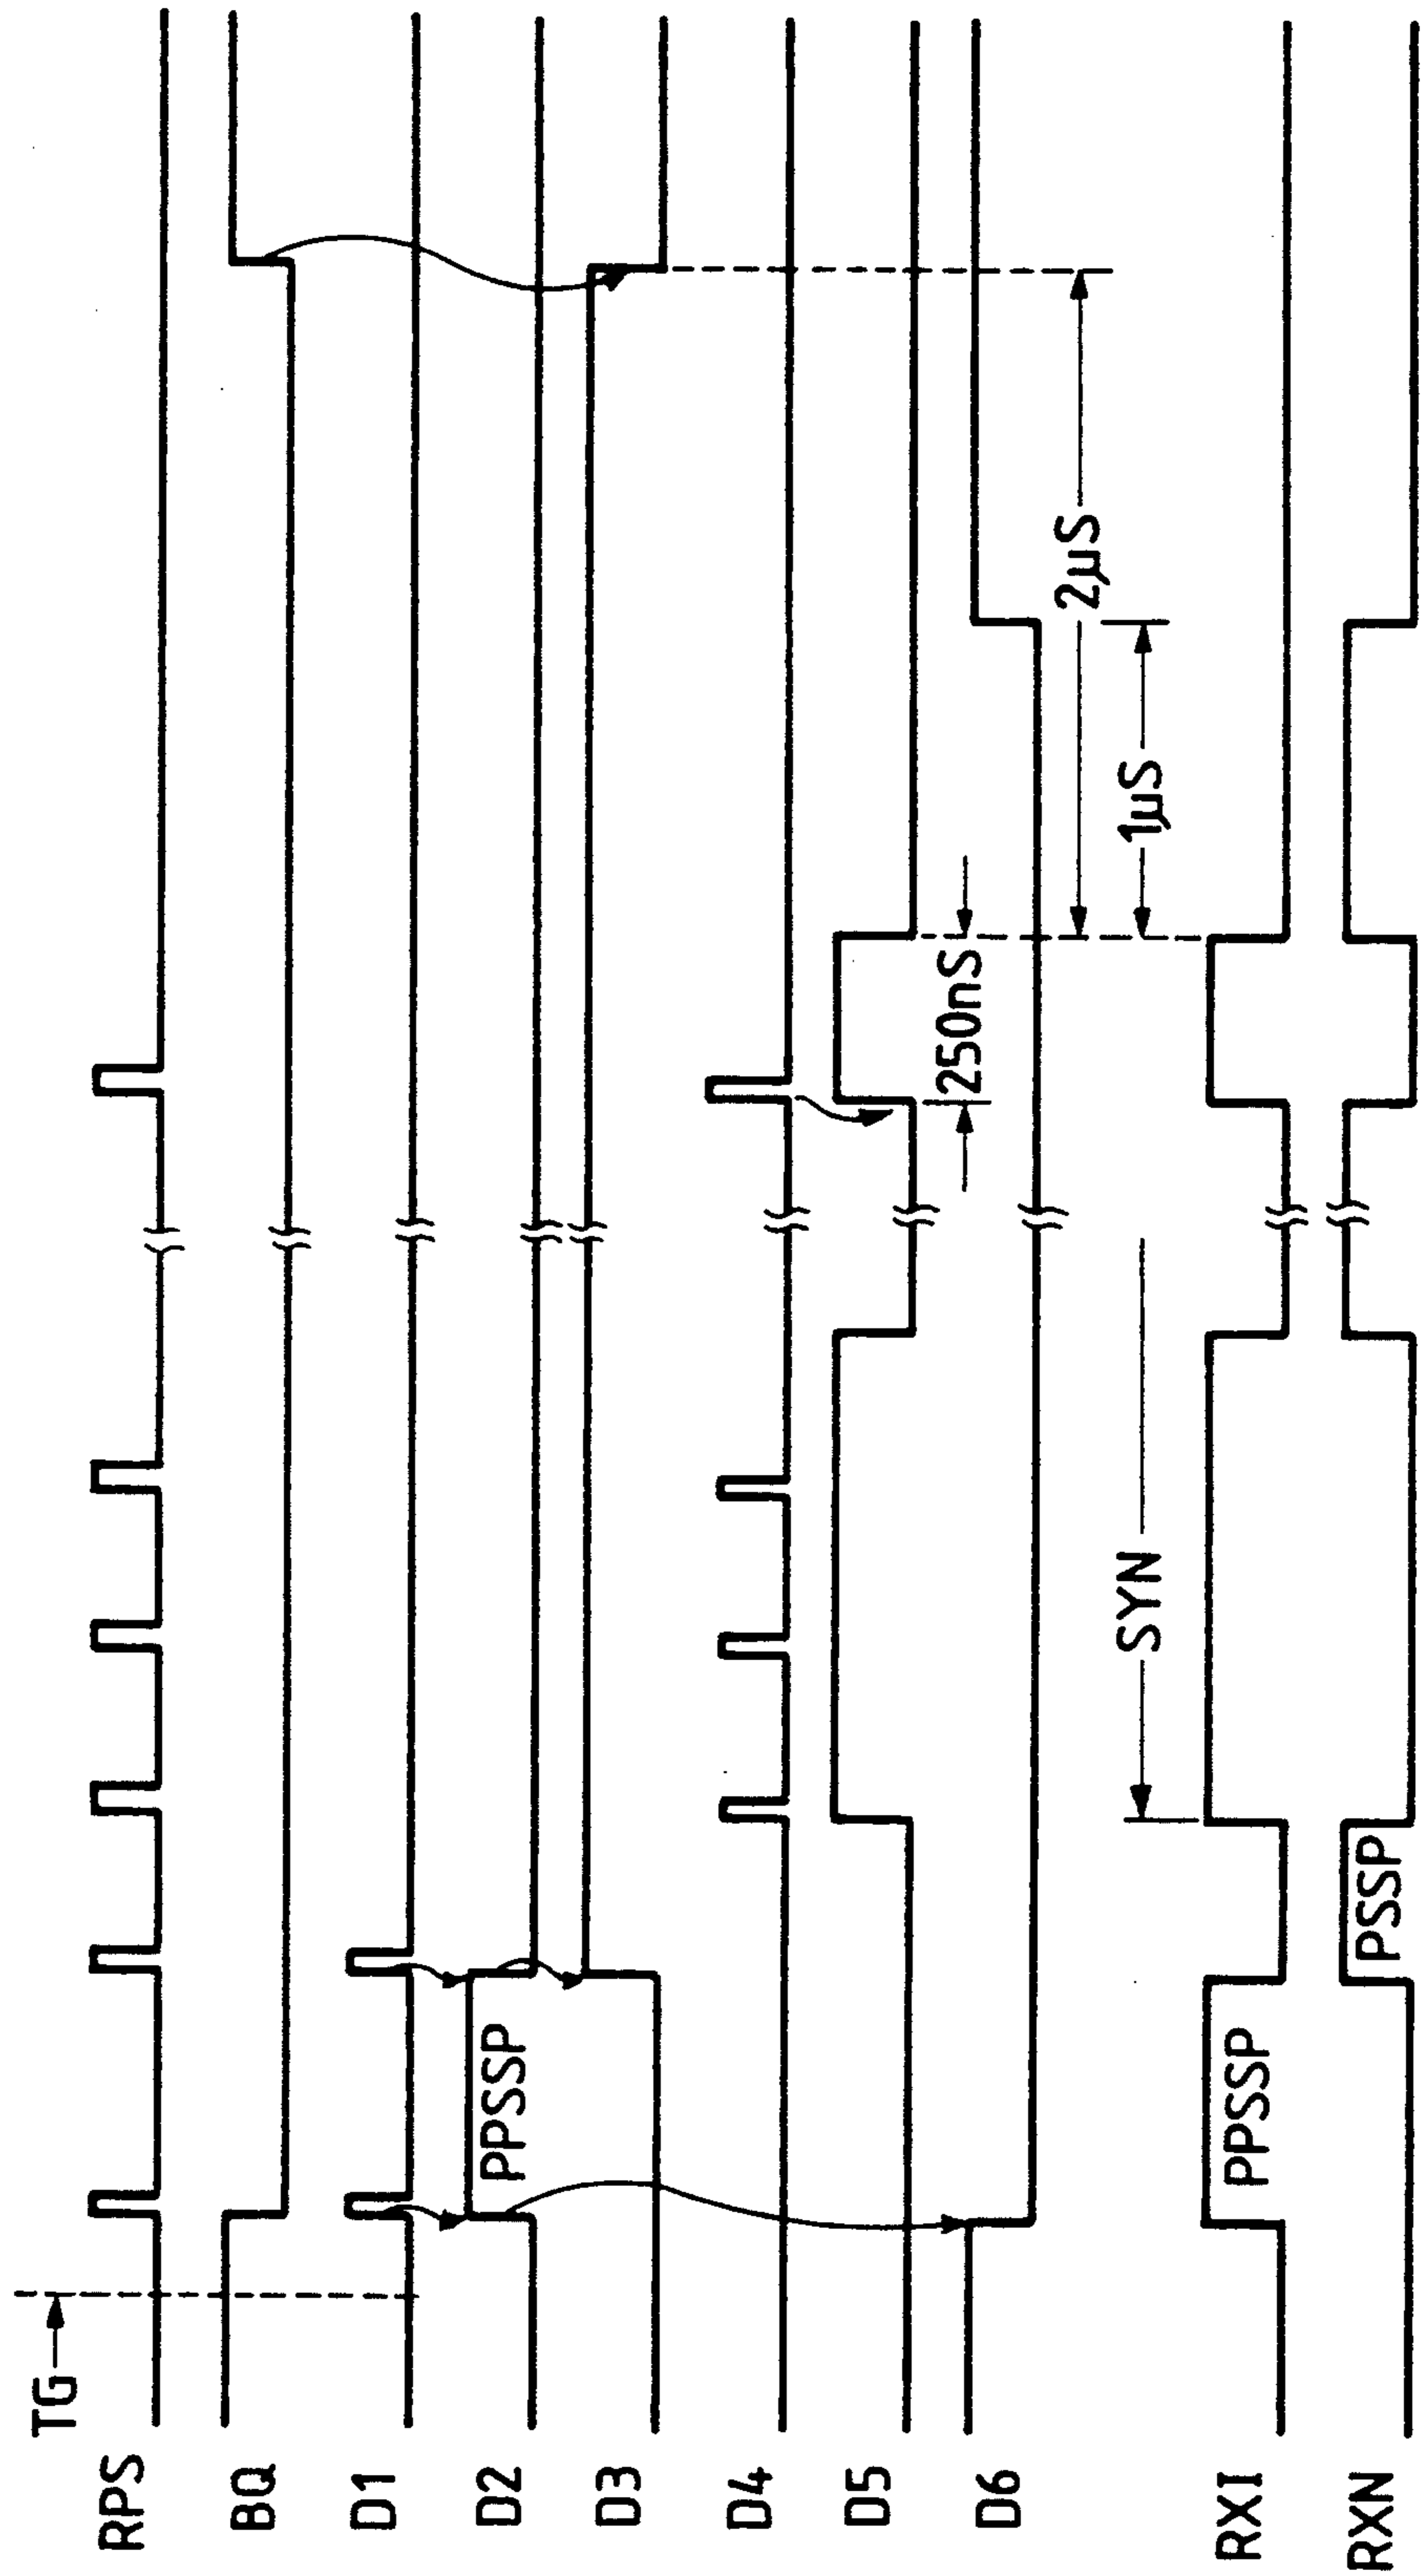 TG
RPS
BQ
D1
D2
PPSSP
D3
D4
D5
250nS
D6
2µS
1µS
SYN
RXI
PPSSP
RXN
PSSP